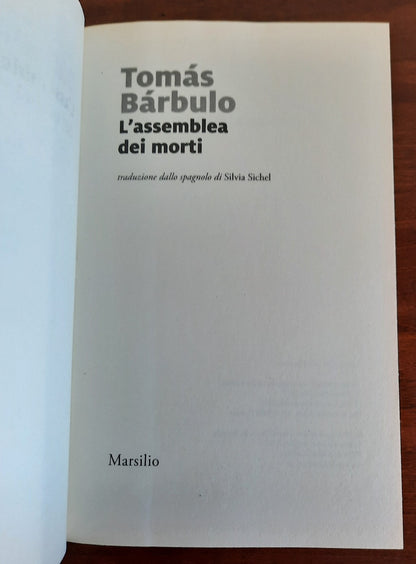 Tomás
Bárbulo
L'assemblea
dei morti
traduzione dallo spagnolo di Silvia Sichel
Marsilio